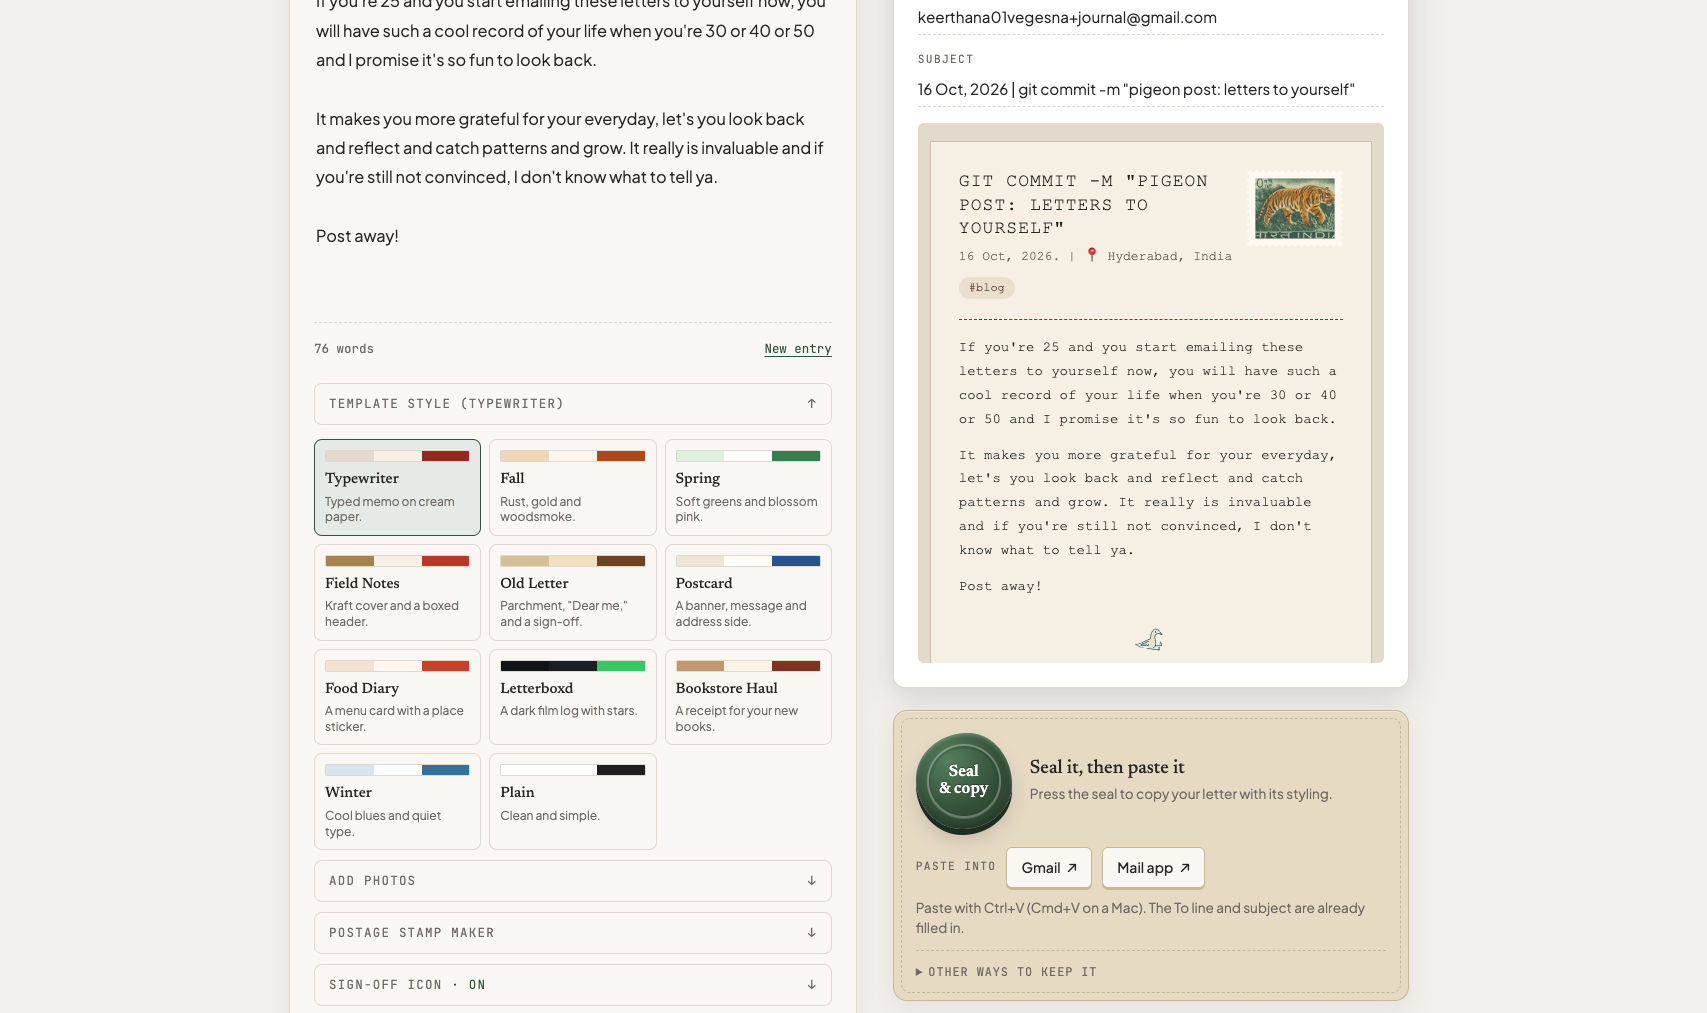 If you're 25 and you start emailing these letters to yourself now, you
will have such a cool record of your life when you're 30 or 40 or 50
and I promise it's so fun to look back.
It makes you more grateful for your everyday, let's you look back
and reflect and catch patterns and grow. It really is invaluable and if
you're still not convinced, I don't know what to tell ya.
Post away!
76 words
New entry
TEMPLATE STYLE (TYPEWRITER) ↑
Typewriter
Typed memo on cream
paper.
Fall
Rust, gold and
woodsmoke.
Spring
Soft greens and blossom
pink.
Field Notes
Kraft cover and a boxed
header.
Old Letter
Parchment, "Dear me,"
and a sign-off.
Postcard
A banner, message and
address side.
Food Diary
A menu card with a place
sticker.
Letterboxd
A dark film log with stars.
Bookstore Haul
A receipt for your new
books.
Winter
Cool blues and quiet
type.
Plain
Clean and simple.
ADD PHOTOS ↓
POSTAGE STAMP MAKER ↓
SIGN-OFF ICON · ON ↓
keerthana01vegesna+journal@gmail.com
SUBJECT
16 Oct, 2026 | git commit -m "pigeon post: letters to yourself"
GIT COMMIT -M "PIGEON
POST: LETTERS TO
YOURSELF"
16 Oct, 2026. | 📍 Hyderabad, India
#blog
If you're 25 and you start emailing these
letters to yourself now, you will have such a
cool record of your life when you're 30 or 40
or 50 and I promise it's so fun to look back.
It makes you more grateful for your everyday,
let's you look back and reflect and catch
patterns and grow. It really is invaluable
and if you're still not convinced, I don't
know what to tell ya.
Post away!
Seal
& copy
Seal it, then paste it
Press the seal to copy your letter with its styling.
PASTE INTO
Gmail ↗
Mail app ↗
Paste with Ctrl+V (Cmd+V on a Mac). The To line and subject are already
filled in.
▶ OTHER WAYS TO KEEP IT